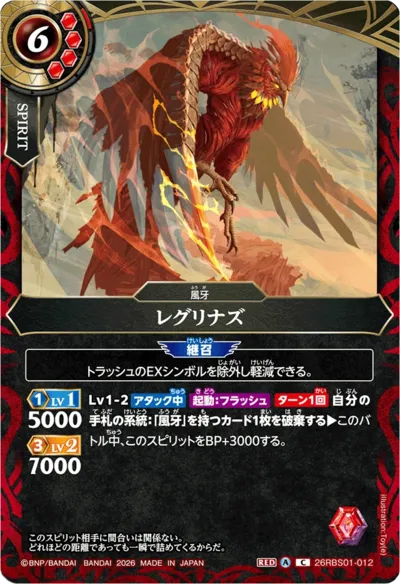 6
SPIRIT
風牙
レグリナズ
継召
トラッシュのEXシンボルを除外し軽減できる。
1 LV1
5000
3 LV2
7000
Lv1-2 アタック中 起動:フラッシュ ターン1回 自分の
手札の系統:「風牙」を持つカード1枚を破棄する▶このバ
トル中、このスピリットをBP+3000する。
このスピリット相手に間合いは関係ない。
どれほどの距離であっても一瞬で詰めてくるからだ。
illustration:Toy(e)
©BNP/BANDAI BANDAI 2026 MADE IN JAPAN
RED A C 26RBS01-012